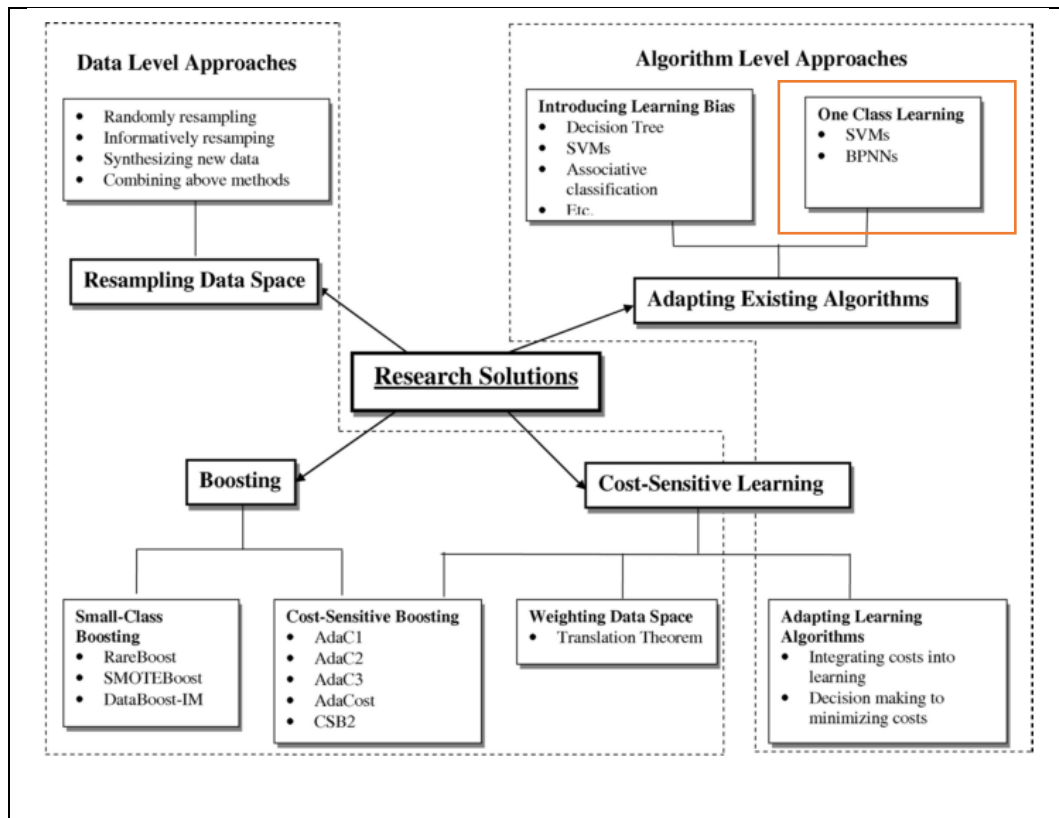 Data Level Approaches
• Randomly resampling
• Informatively resamping
• Synthesizing new data
• Combining above methods
Resampling Data Space
Algorithm Level Approaches
Introducing Learning Bias
• Decision Tree
• SVMs
• Associative
classification
• Etc.
One Class Learning
• SVMs
• BPNNs
Adapting Existing Algorithms
Research Solutions
Boosting
Cost-Sensitive Learning
Small-Class
Boosting
• RareBoost
• SMOTEBoost
• DataBoost-IM
Cost-Sensitive Boosting
• AdaC1
• AdaC2
• AdaC3
• AdaCost
• CSB2
Weighting Data Space
• Translation Theorem
Adapting Learning
Algorithms
• Integrating costs into
learning
• Decision making to
minimizing costs